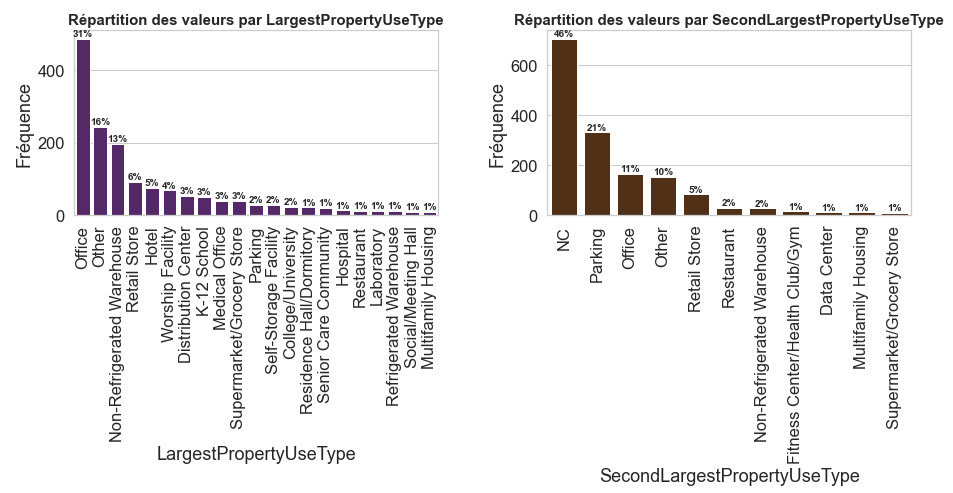 Répartition des valeurs par LargestPropertyUseType
Fréquence
400
200
0
31%
16%
13%
6%
5%
4%
3%
3%
3%
3%
2%
2%
2%
1%
1%
1%
1%
1%
1%
1%
1%
Office
Other
Non-Refrigerated Warehouse
Retail Store
Hotel
Worship Facility
Distribution Center
K-12 School
Medical Office
Supermarket/Grocery Store
Parking
Self-Storage Facility
College/University
Residence Hall/Dormitory
Senior Care Community
Hospital
Restaurant
Laboratory
Refrigerated Warehouse
Social/Meeting Hall
Multifamily Housing
LargestPropertyUseType
Répartition des valeurs par SecondLargestPropertyUseType
Fréquence
600
400
200
0
46%
21%
11%
10%
5%
2%
2%
1%
1%
1%
1%
NC
Parking
Office
Other
Retail Store
Restaurant
Non-Refrigerated Warehouse
Fitness Center/Health Club/Gym
Data Center
Multifamily Housing
Supermarket/Grocery Store
SecondLargestPropertyUseType